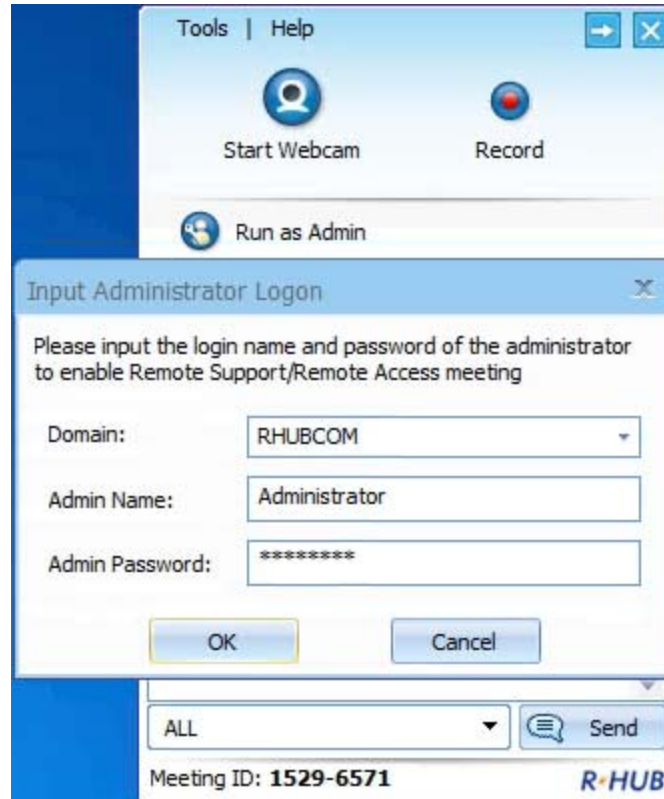 Tools | Help
Start Webcam Record
Run as Admin
Input Administrator Logon
Please input the login name and password of the administrator
to enable Remote Support/Remote Access meeting
Domain: RHUBCOM
Admin Name: Administrator
Admin Password: ********
OK Cancel
ALL Send
Meeting ID: 1529-6571 R·HUB